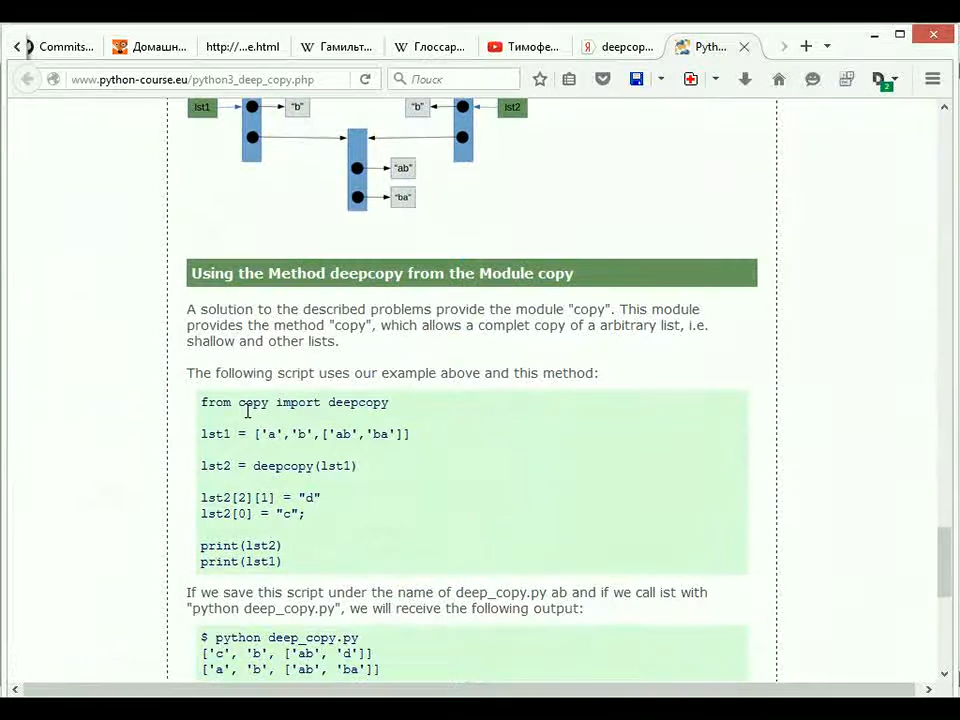 Commits...
Домашн...
http://...e.html
W Гамильт...
W Глоссар...
Тимофе...
deepcop...
Pyth...
www.python-course.eu/python3_deep_copy.php
Поиск
2
lst1
"b"
"b"
lst2
"ab"
"ba"
Using the Method deepcopy from the Module copy
A solution to the described problems provide the module "copy". This module
provides the method "copy", which allows a complet copy of a arbitrary list, i.e.
shallow and other lists.
The following script uses our example above and this method:
from copy import deepcopy
lst1 = ['a','b',['ab','ba']]
lst2 = deepcopy(lst1)
lst2[2][1] = "d"
lst2[0] = "c";
print(lst2)
print(lst1)
If we save this script under the name of deep_copy.py ab and if we call ist with
"python deep_copy.py", we will receive the following output:
$ python deep_copy.py
['c', 'b', ['ab', 'd']]
['a', 'b', ['ab', 'ba']]